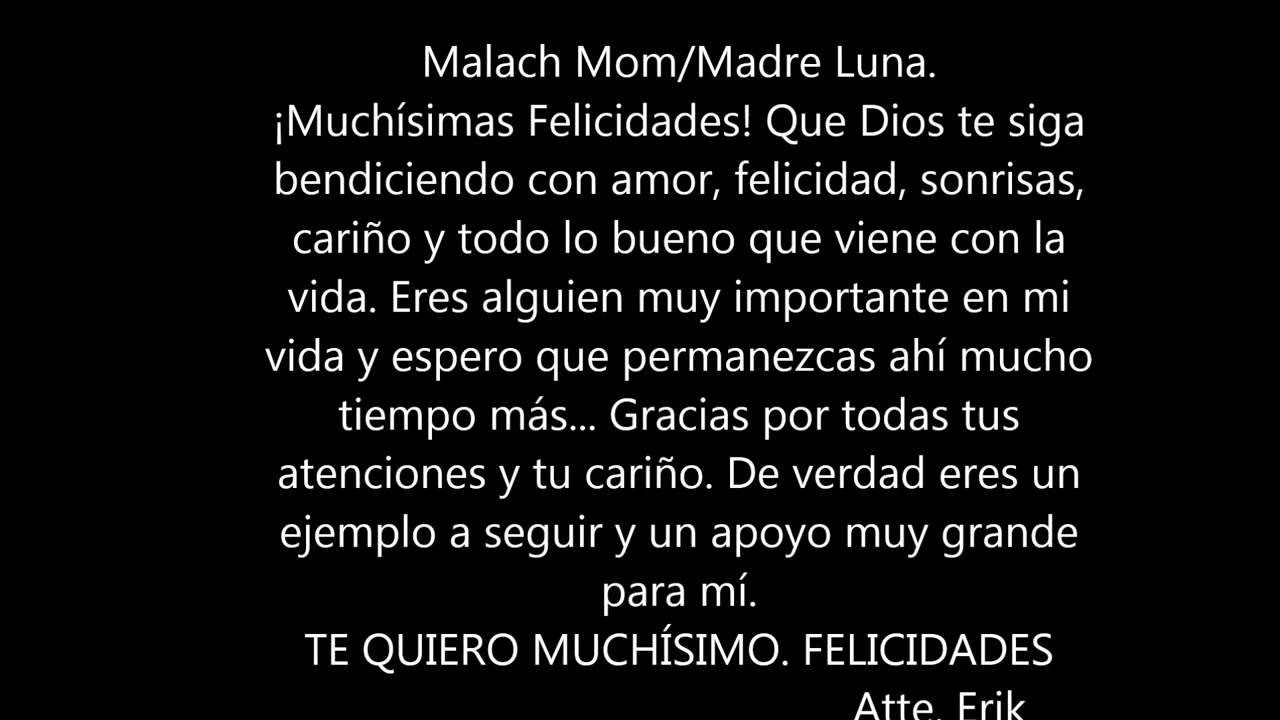 Malach Mom/Madre Luna.
¡Muchísimas Felicidades! Que Dios te siga
bendiciendo con amor, felicidad, sonrisas,
cariño y todo lo bueno que viene con la
vida. Eres alguien muy importante en mi
vida y espero que permanezcas ahí mucho
tiempo más... Gracias por todas tus
atenciones y tu cariño. De verdad eres un
ejemplo a seguir y un apoyo muy grande
para mí.
TE QUIERO MUCHÍSIMO. FELICIDADES
Atte. Erik